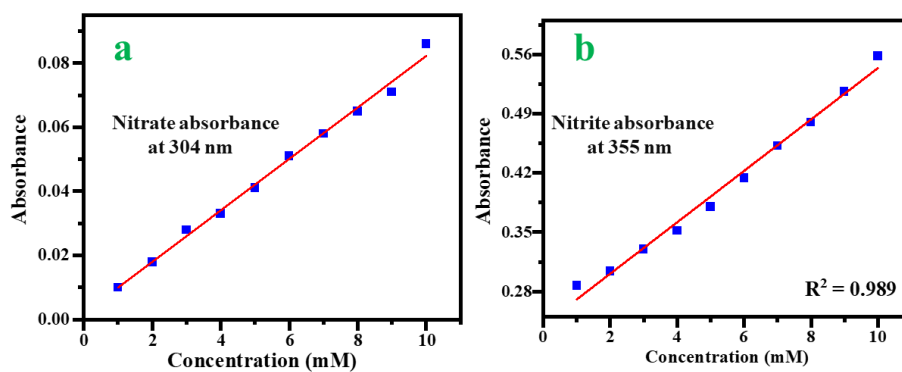 a
Nitrate absorbance
at 304 nm
Absorbance
0.08
0.06
0.04
0.02
0.00
0 2 4 6 8 10
Concentration (mM)
b
Nitrite absorbance
at 355 nm
R² = 0.989
Absorbance
0.56
0.49
0.42
0.35
0.28
0 2 4 6 8 10
Concentration (mM)